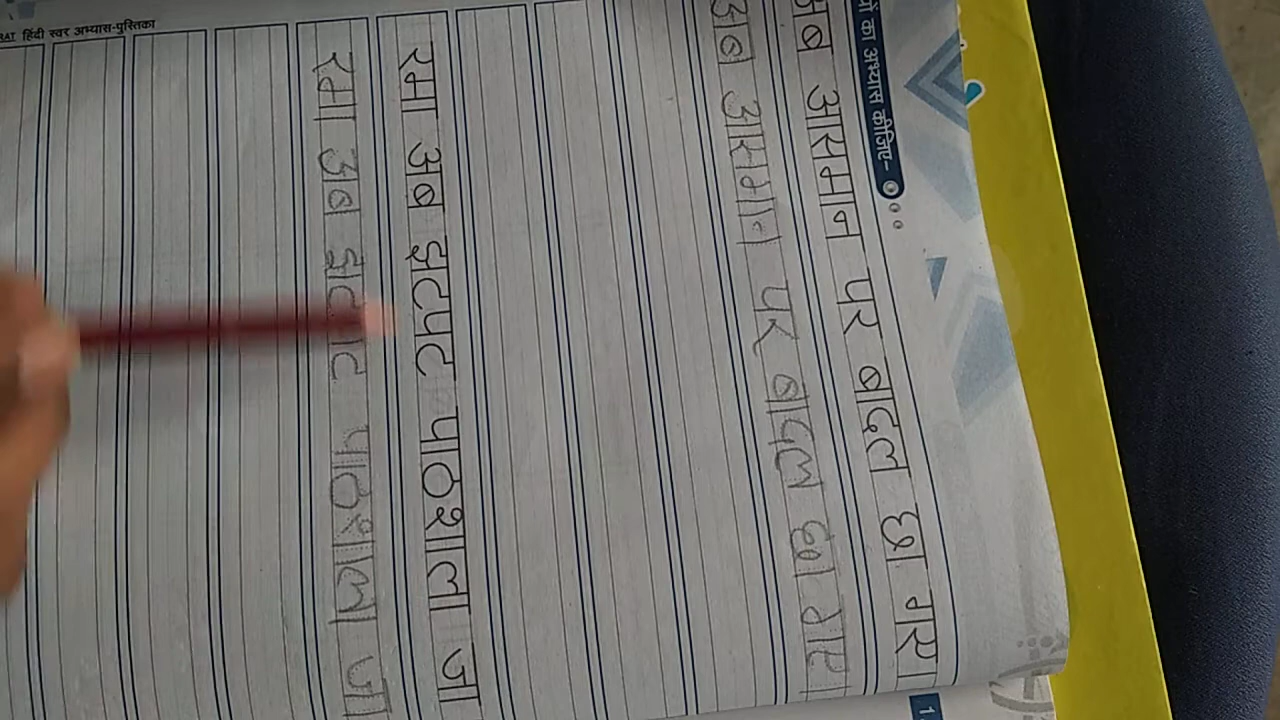 का अभ्यास कीजिए-
अब आसमान पर बादल छा गए।
अब आसमान पर बादल छा गए।
रमा अब झटपट पाठशाला जा
रमा अब झटपट पाठशाला जा
हिंदी स्वर अभ्यास-पुस्तिका